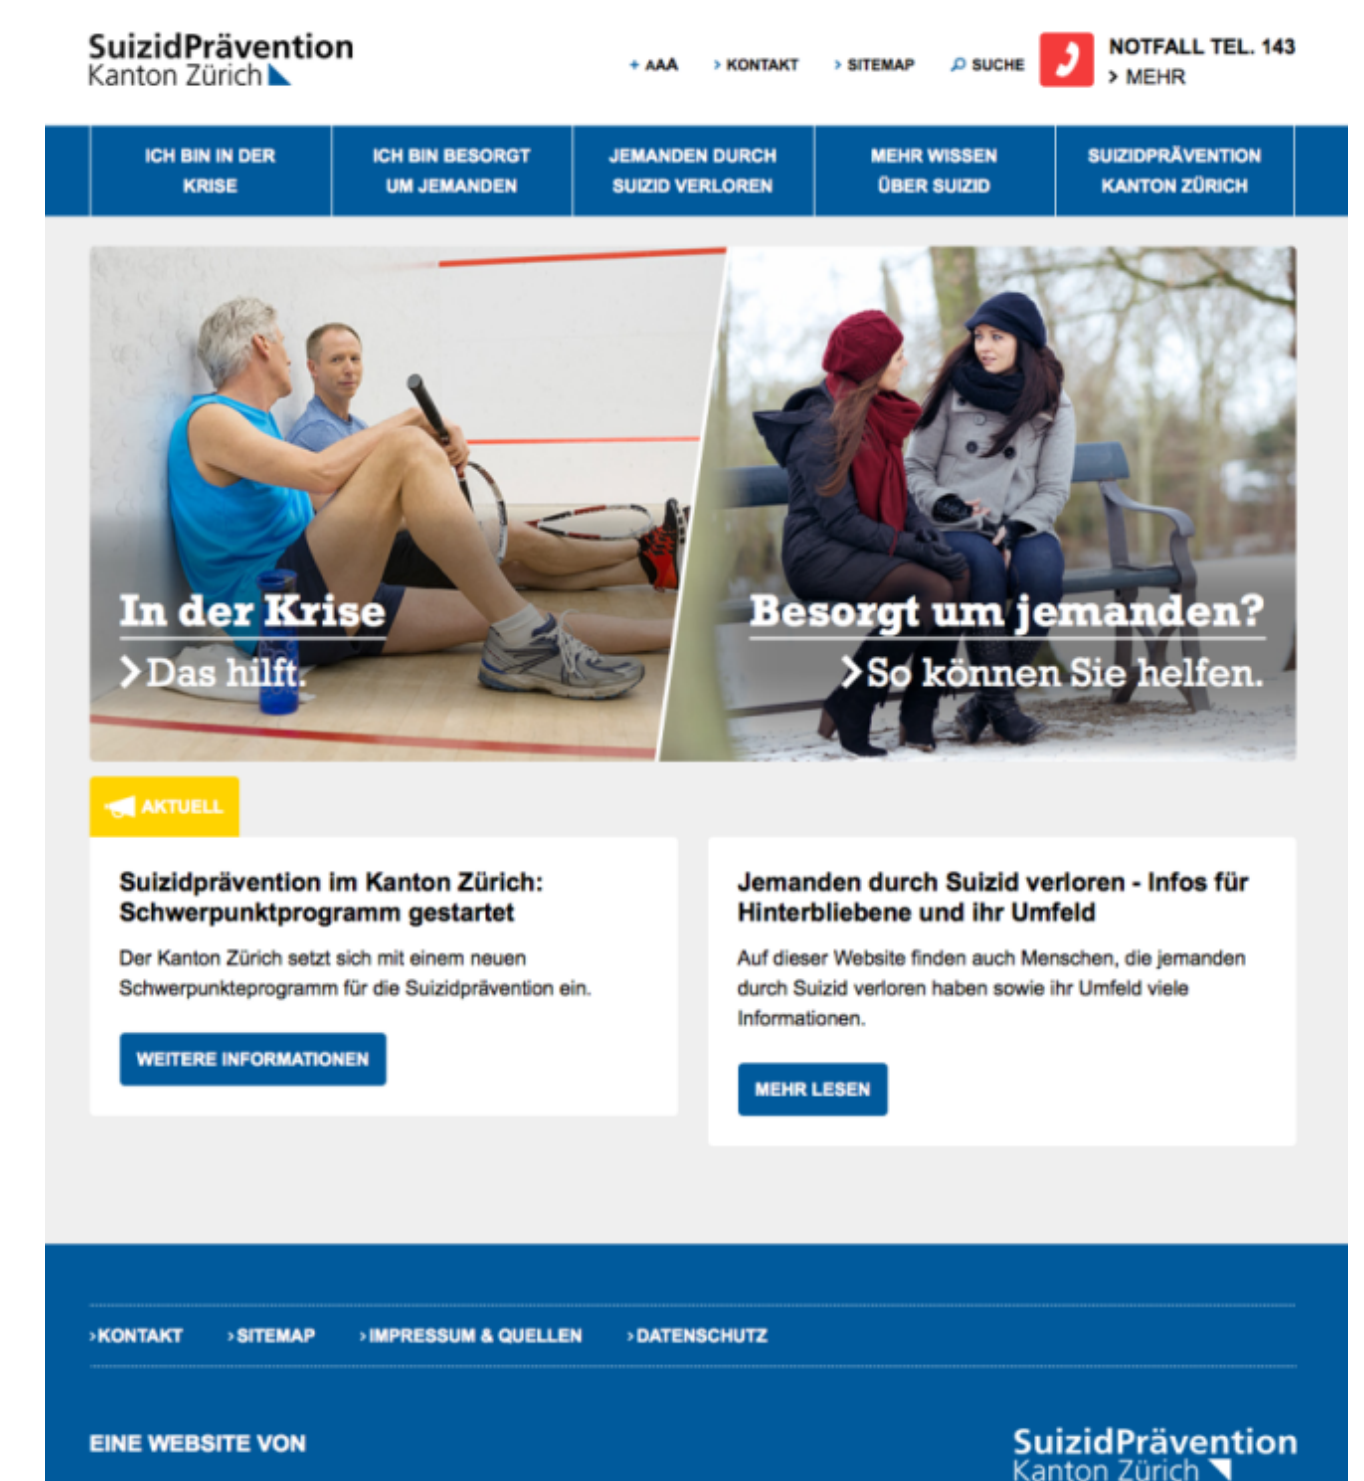 SuizidPrävention
Kanton Zürich
+ AAA
> KONTAKT
> SITEMAP
SUCHE
NOTFALL TEL. 143
> MEHR
ICH BIN IN DER
KRISE
ICH BIN BESORGT
UM JEMANDEN
JEMANDEN DURCH
SUIZID VERLOREN
MEHR WISSEN
ÜBER SUIZID
SUIZIDPRÄVENTION
KANTON ZÜRICH
In der Krise
>Das hilft.
Besorgt um jemanden?
>So können Sie helfen.
AKTUELL
Suizidprävention im Kanton Zürich:
Schwerpunktprogramm gestartet
Der Kanton Zürich setzt sich mit einem neuen
Schwerpunkteprogramm für die Suizidprävention ein.
WEITERE INFORMATIONEN
Jemanden durch Suizid verloren - Infos für
Hinterbliebene und ihr Umfeld
Auf dieser Website finden auch Menschen, die jemanden
durch Suizid verloren haben sowie ihr Umfeld viele
Informationen.
MEHR LESEN
>KONTAKT
>SITEMAP
>IMPRESSUM & QUELLEN
>DATENSCHUTZ
EINE WEBSITE VON
SuizidPrävention
Kanton Zürich